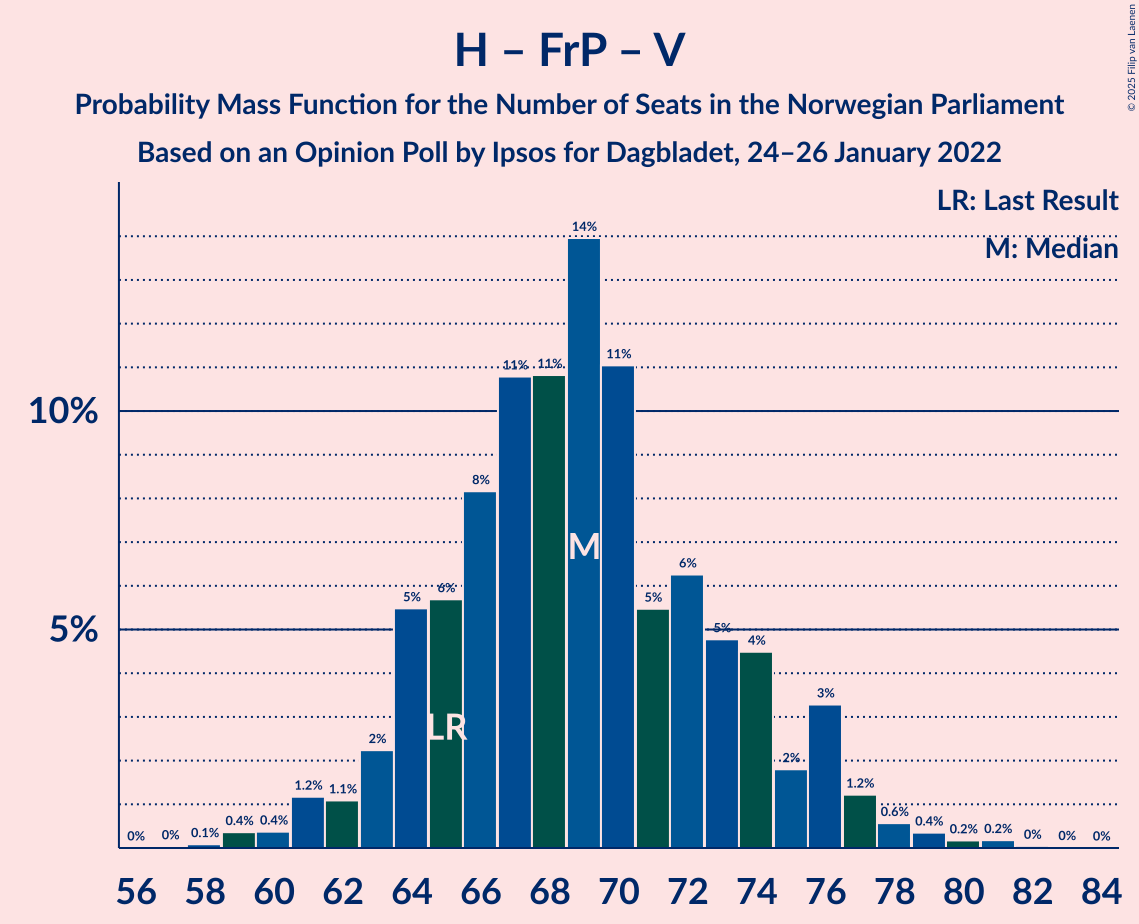 H – FrP – V
Probability Mass Function for the Number of Seats in the Norwegian Parliament
Based on an Opinion Poll by Ipsos for Dagbladet, 24–26 January 2022
© 2025 Filip van Laenen
LR: Last Result
M: Median
10%
5%
0% 0% 0.1% 0.4% 0.4% 1.2% 1.1% 2% 5% 6% 8% 11% 11% 14% 11% 5% 6% 5% 4% 2% 3% 1.2% 0.6% 0.4% 0.2% 0.2% 0% 0% 0%
LR
M
56 58 60 62 64 66 68 70 72 74 76 78 80 82 84